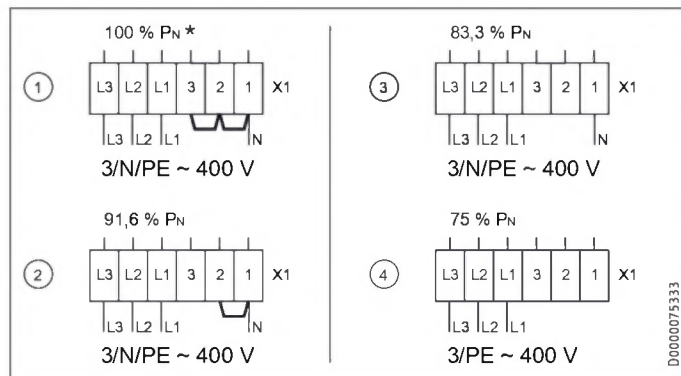 100 % PN *
1
L3 L2 L1 3 2 1 X1
L3 L2 L1 N
3/N/PE ~ 400 V
91,6 % PN
2
L3 L2 L1 3 2 1 X1
L3 L2 L1 N
3/N/PE ~ 400 V
83,3 % PN
3
L3 L2 L1 3 2 1 X1
L3 L2 L1 N
3/N/PE ~ 400 V
75 % PN
4
L3 L2 L1 3 2 1 X1
L3 L2 L1
3/PE ~ 400 V
D0000075333